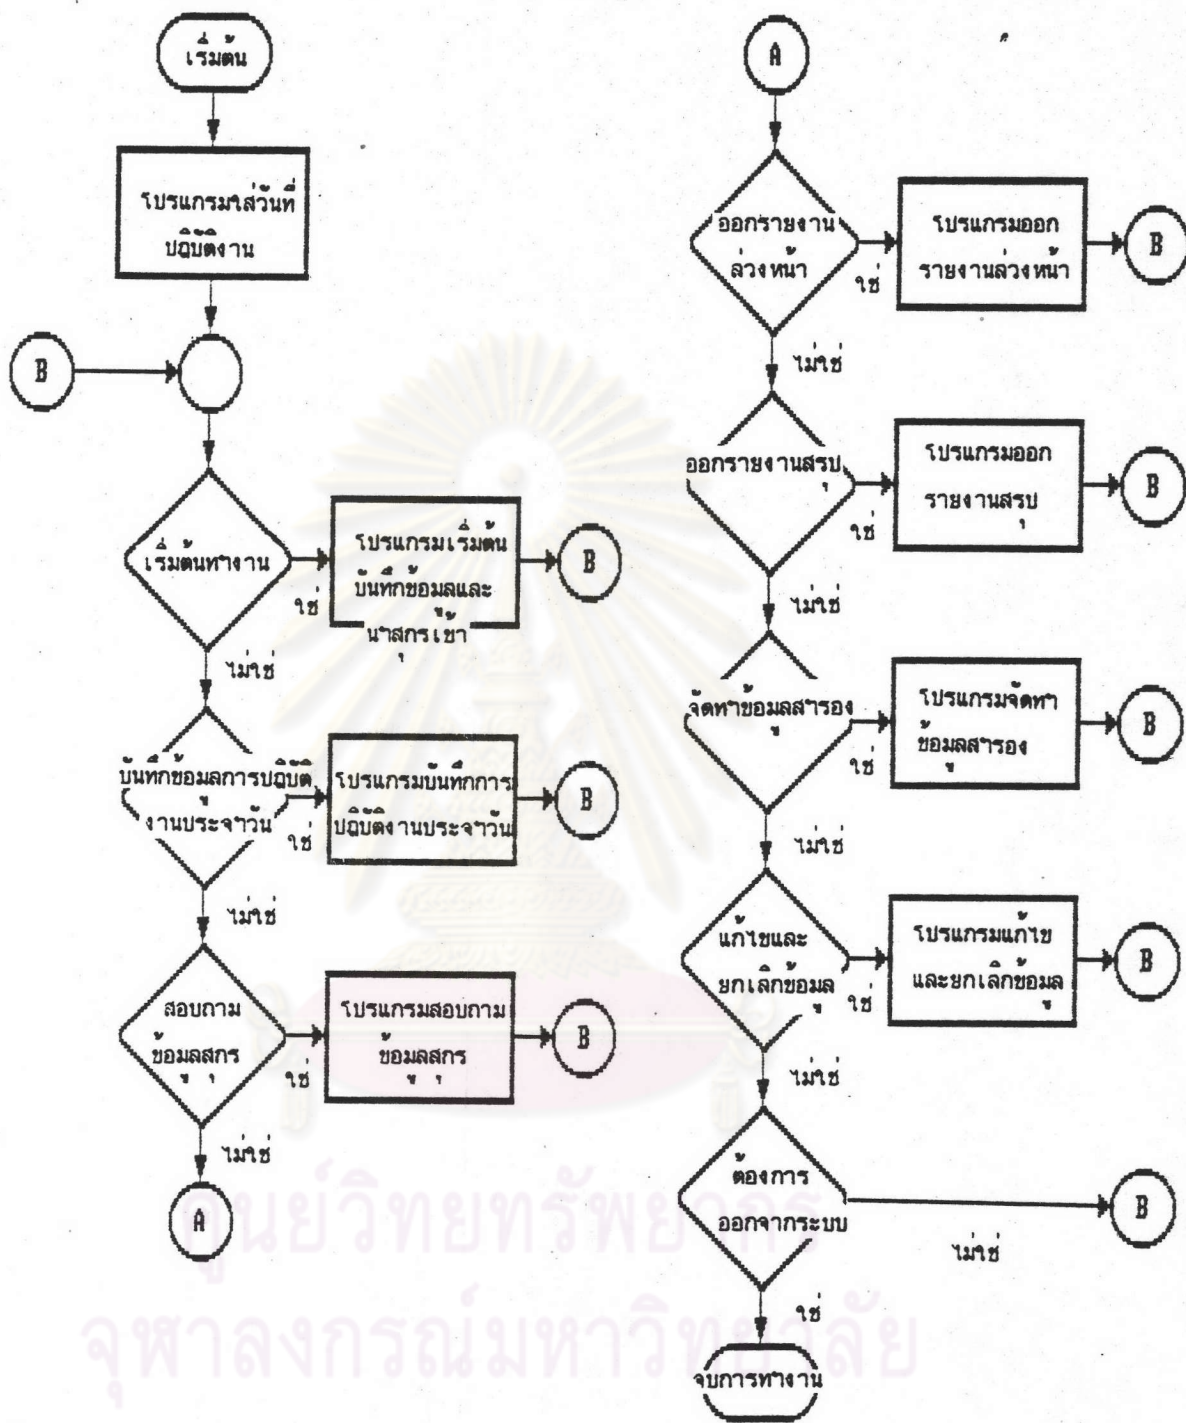 เริ่มต้น
โปรแกรมใส่วันที่
ปฏิบัติงาน
B
เริ่มต้นทำงาน
ใช่
โปรแกรมเริ่มต้น
บันทึกข้อมูลและ
นำสุกรเข้า
B
ไม่ใช่
บันทึกข้อมูลการปฏิบัติ
งานประจำวัน
ใช่
โปรแกรมบันทึกการ
ปฏิบัติงานประจำวัน
B
ไม่ใช่
สอบถาม
ข้อมูลสุกร
ใช่
โปรแกรมสอบถาม
ข้อมูลสุกร
B
ไม่ใช่
A
A
ออกรายงาน
ล่วงหน้า
ใช่
โปรแกรมออก
รายงานล่วงหน้า
B
ไม่ใช่
ออกรายงานสรุป
ใช่
โปรแกรมออก
รายงานสรุป
B
ไม่ใช่
จัดทำข้อมูลสำรอง
ใช่
โปรแกรมจัดทำ
ข้อมูลสำรอง
B
ไม่ใช่
แก้ไขและ
ยกเลิกข้อมูล
ใช่
โปรแกรมแก้ไข
และยกเลิกข้อมูล
B
ไม่ใช่
ต้องการ
ออกจากระบบ
ไม่ใช่
B
ใช่
จบการทำงาน
ศูนย์วิทยทรัพยากร
จุฬาลงกรณ์มหาวิทยาลัย